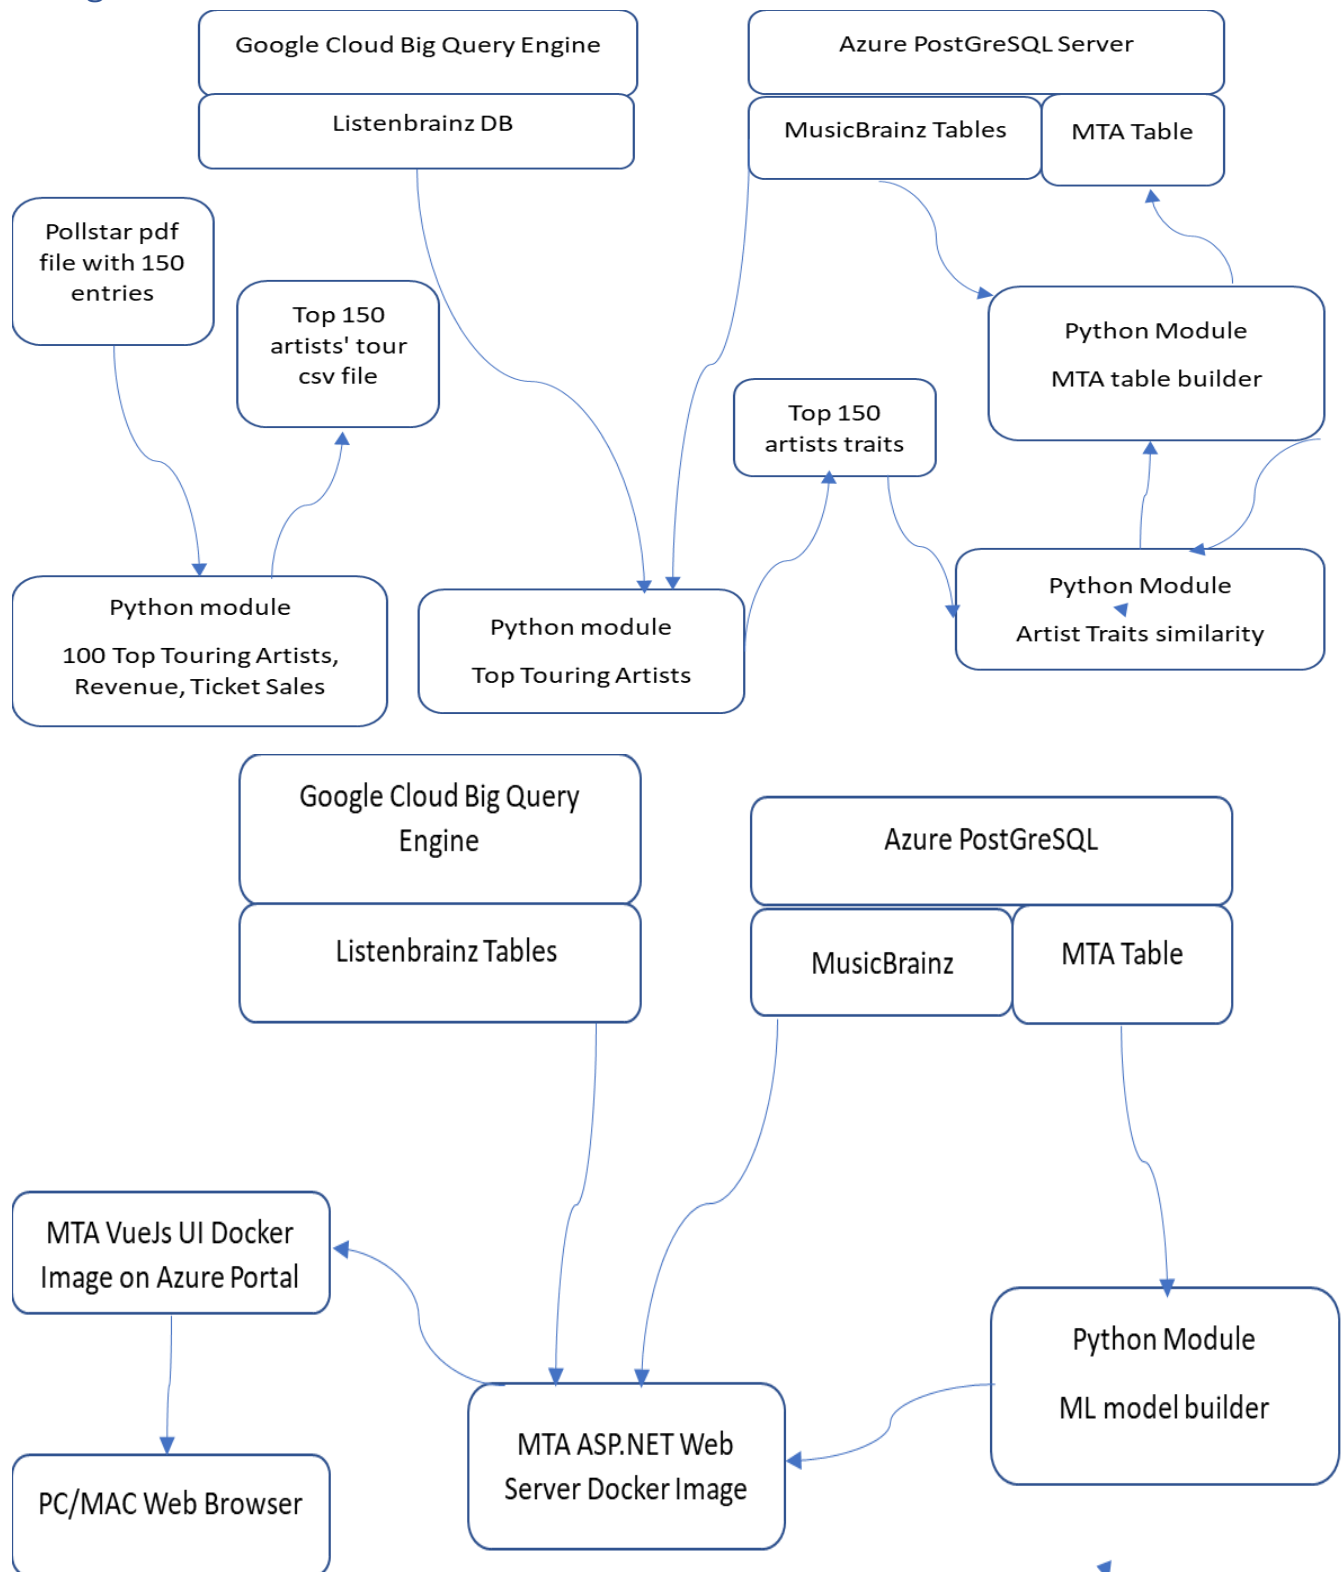 Google Cloud Big Query Engine
Azure PostGreSQL Server
Listenbrainz DB
MusicBrainz Tables
MTA Table
Pollstar pdf
file with 150
entries
Top 150
artists' tour
csv file
Python Module
MTA table builder
Top 150
artists traits
Python module
100 Top Touring Artists,
Revenue, Ticket Sales
Python module
Top Touring Artists
Python Module
Artist Traits similarity
Google Cloud Big Query
Engine
Azure PostGreSQL
Listenbrainz Tables
MusicBrainz
MTA Table
MTA VueJs UI Docker
Image on Azure Portal
Python Module
ML model builder
MTA ASP.NET Web
Server Docker Image
PC/MAC Web Browser